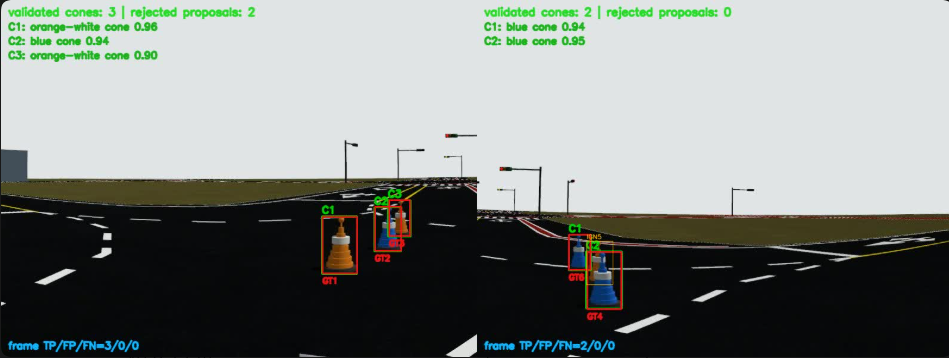 validated cones: 3 | rejected proposals: 2
C1: orange-white cone 0.96
C2: blue cone 0.94
C3: orange-white cone 0.90
C1
C2
C3
GT1
GT2
GT3
frame TP/FP/FN=3/0/0
validated cones: 2 | rejected proposals: 0
C1: blue cone 0.94
C2: blue cone 0.95
C1
C2
GT6
GT4
frame TP/FP/FN=2/0/0